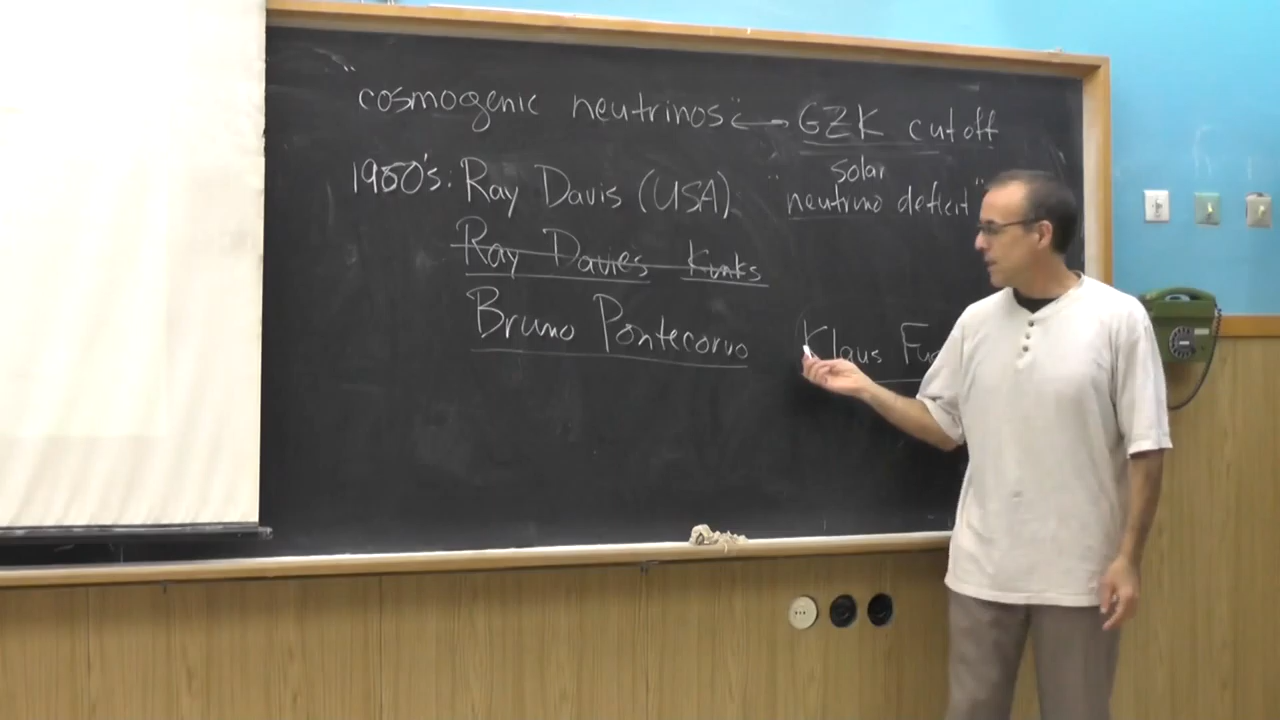 cosmogenic neutrinos: ↔ GZK cutoff
1960's: Ray Davis (USA) "solar
neutrino deficit"
Ray Davies Kinks
Bruno Pontecorvo Klaus